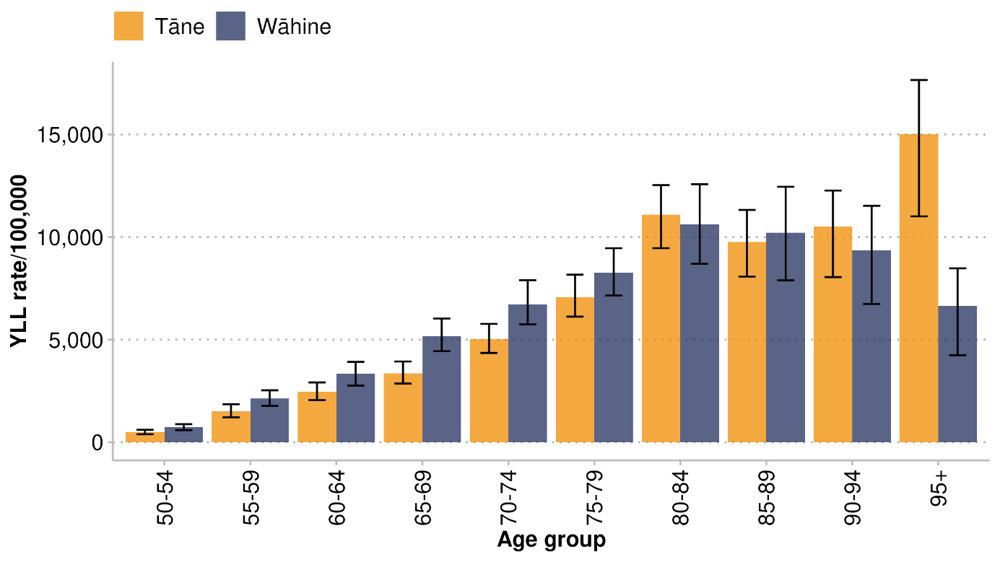 Tāne Wāhine
YLL rate/100,000
15,000
10,000
5,000
0
50-54 55-59 60-64 65-69 70-74 75-79 80-84 85-89 90-94 95+
Age group